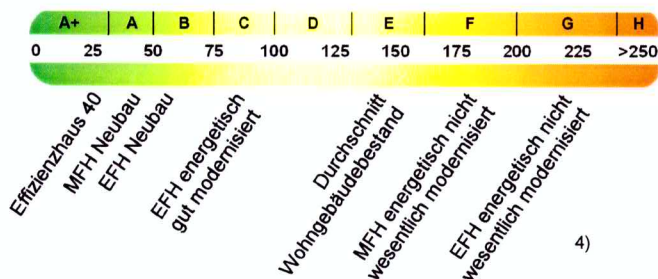 A+ A B C D E F G H
0 25 50 75 100 125 150 175 200 225 >250
Effizienzhaus 40
MFH Neubau
EFH Neubau
EFH energetisch
gut modernisiert
Durchschnitt
Wohngebäudebestand
MFH energetisch nicht
wesentlich modernisiert
EFH energetisch nicht
wesentlich modernisiert
4)